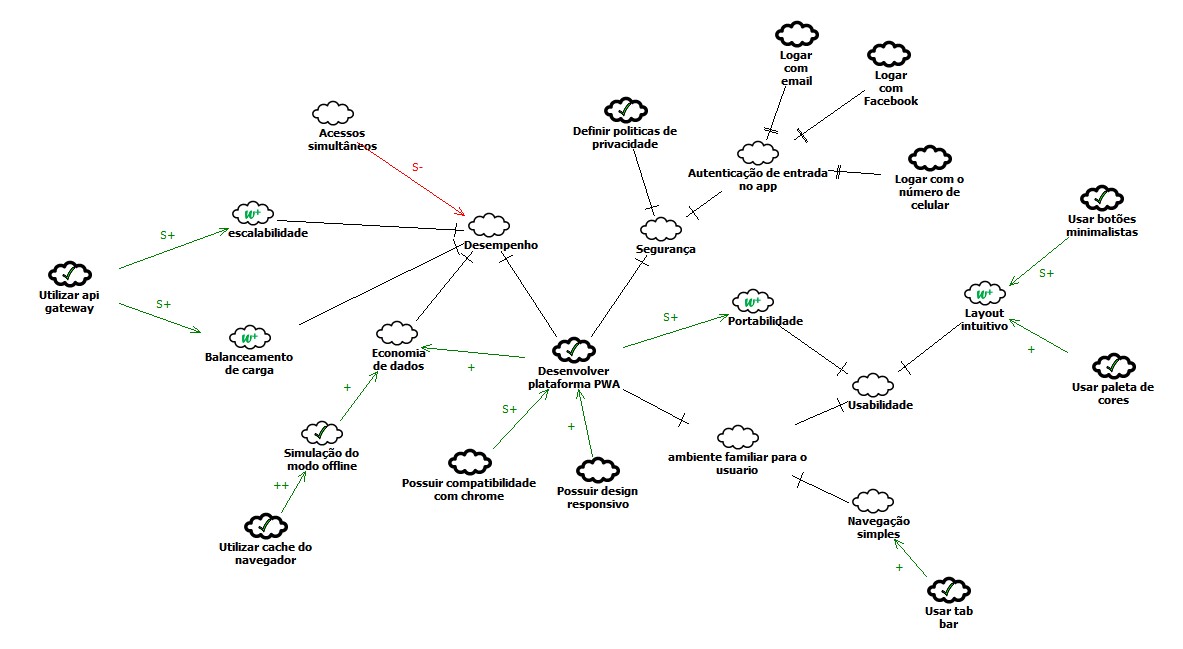 Logar
com
email
Logar
com
Facebook
Acessos
simultâneos
S-
Definir politicas de
privacidade
Autenticação de entrada
no app
Logar com o
número de
celular
Usar botões
minimalistas
w+
escalabilidade
S+
Desempenho
Segurança
S+
Utilizar api
gateway
S+
w+
Balanceamento
de carga
Economia
de dados
+
Desenvolver
plataforma PWA
S+
w+
Portabilidade
w+
Layout
intuitivo
+
Usar paleta de
cores
+
S+
+
Usabilidade
Simulação do
modo offline
++
Utilizar cache do
navegador
Possuir compatibilidade
com chrome
Possuir design
responsivo
ambiente familiar para o
usuario
Navegação
simples
+
Usar tab
bar